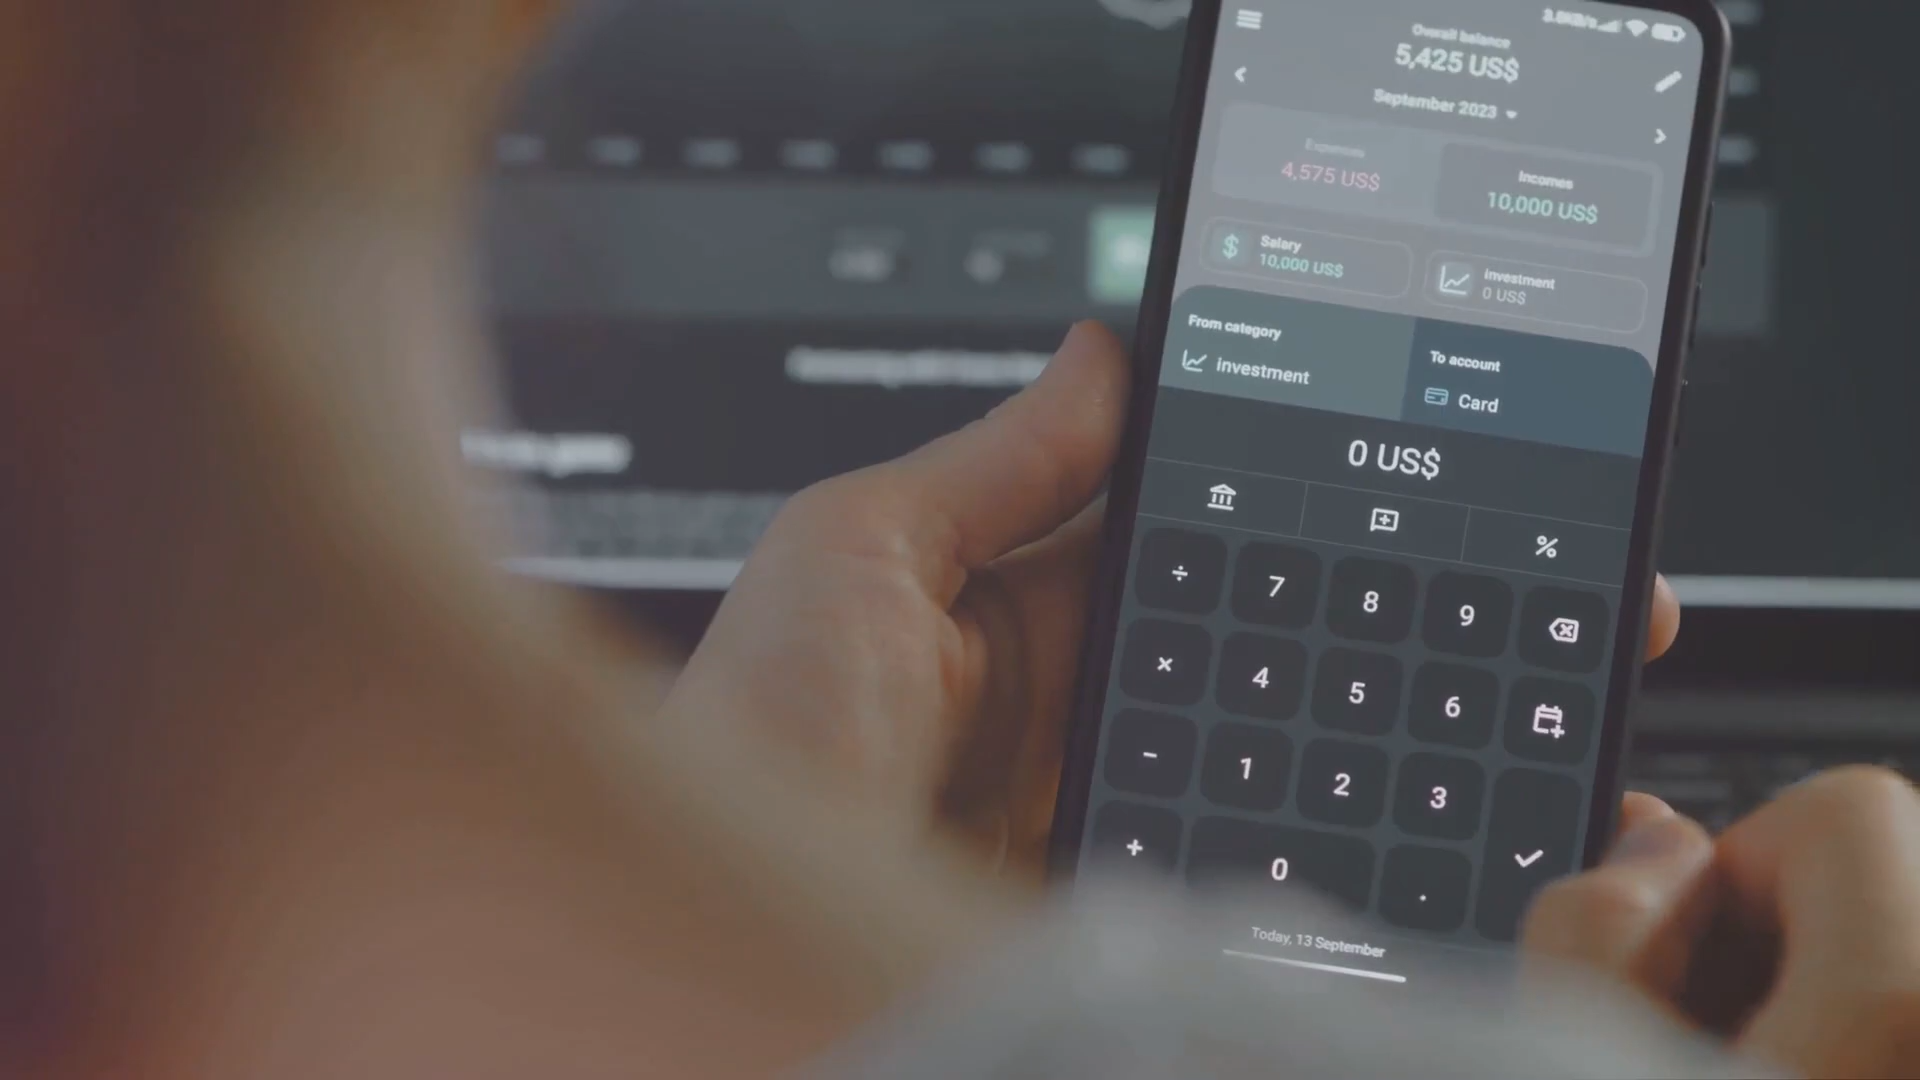 Overall balance
5,425 US$
September 2023
Expenses
4,575 US$
Incomes
10,000 US$
Salary
10,000 US$
investment
0 US$
From category
investment
To account
Card
0 US$
%
÷ 7 8 9
× 4 5 6
- 1 2 3
+ 0 .
Today, 13 September